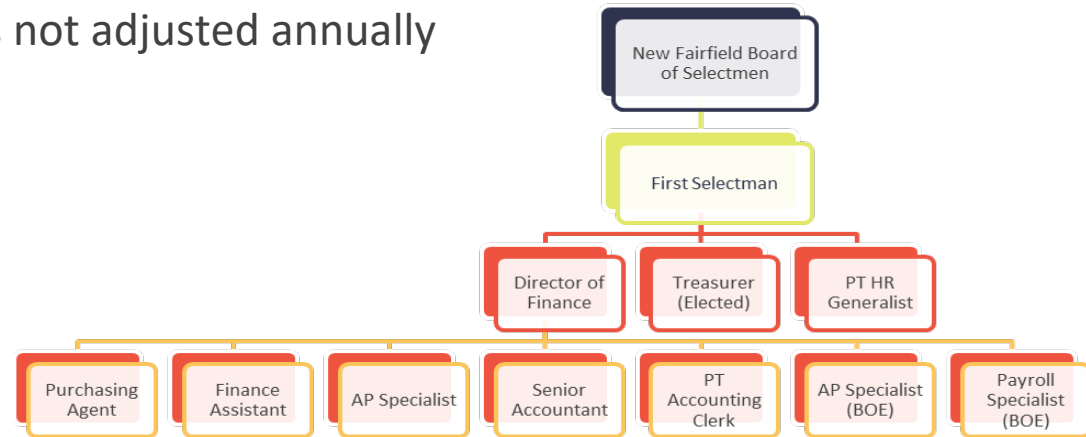 not adjusted annually
New Fairfield Board
of Selectmen
First Selectman
Director of
Finance
Treasurer
(Elected)
PT HR
Generalist
Purchasing
Agent
Finance
Assistant
AP Specialist
Senior
Accountant
PT
Accounting
Clerk
AP Specialist
(BOE)
Payroll
Specialist
(BOE)